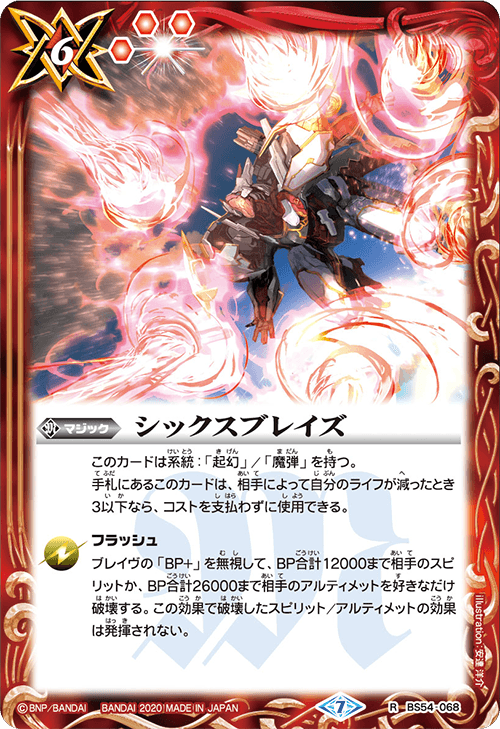 6
マジック
シックスブレイズ
このカードは系統：「起幻」／「魔弾」を持つ。
手札にあるこのカードは、相手によって自分のライフが減ったとき
3以下なら、コストを支払わずに使用できる。
フラッシュ
ブレイヴの「BP+」を無視して、BP合計12000まで相手のスピ
リットか、BP合計26000まで相手のアルティメットを好きなだけ
破壊する。この効果で破壊したスピリット／アルティメットの効果
は発揮されない。
Illustration：安達 洋介
©BNP/BANDAI BANDAI 2020 MADE IN JAPAN
7
R BS54-068